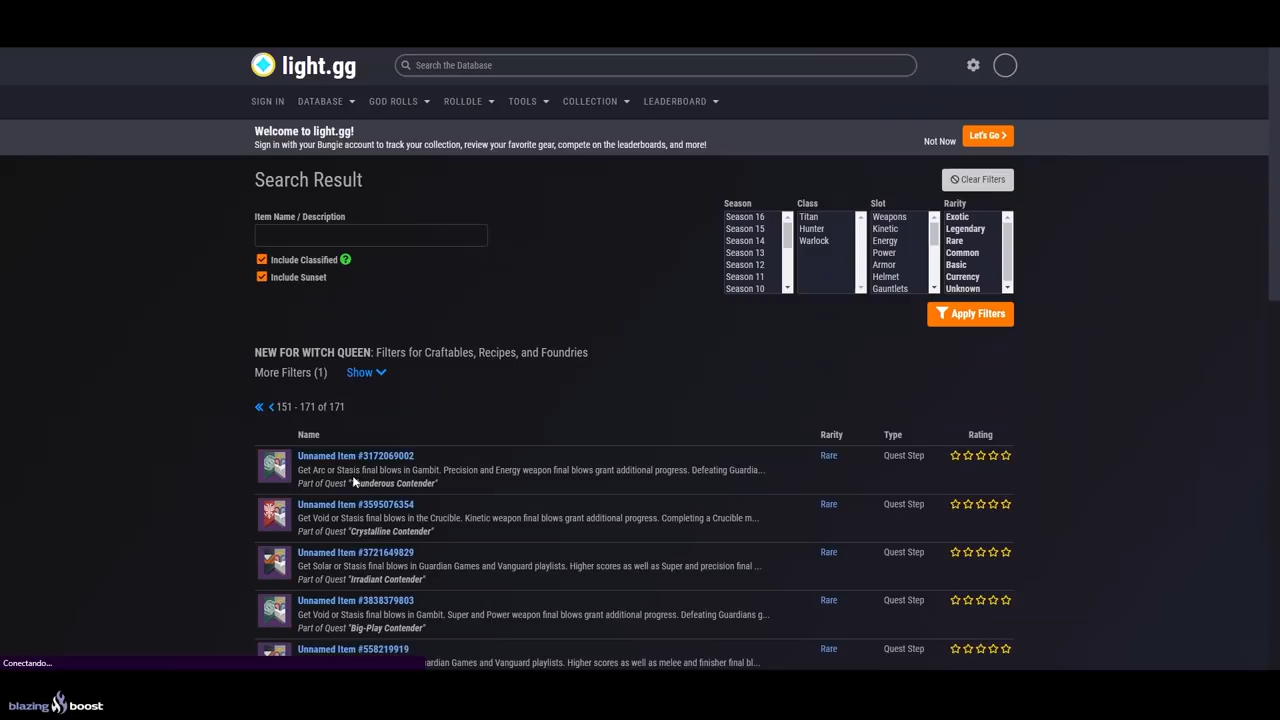 light.gg
Search the Database
SIGN IN DATABASE GOD ROLLS ROLLDLE TOOLS COLLECTION LEADERBOARD
Welcome to light.gg!
Sign in with your Bungie account to track your collection, review your favorite gear, compete on the leaderboards, and more!
Not Now Let's Go
Search Result
Clear Filters
Item Name / Description
Include Classified ?
Include Sunset
Season Class Slot Rarity
Season 16 Titan Weapons Exotic
Season 15 Hunter Kinetic Legendary
Season 14 Warlock Energy Rare
Season 13 Power Common
Season 12 Armor Basic
Season 11 Helmet Currency
Season 10 Gauntlets Unknown
Apply Filters
NEW FOR WITCH QUEEN: Filters for Craftables, Recipes, and Foundries
More Filters (1) Show
151 - 171 of 171
Name Rarity Type Rating
Unnamed Item #3172069002 Rare Quest Step
Get Arc or Stasis final blows in Gambit. Precision and Energy weapon final blows grant additional progress. Defeating Guardia...
Part of Quest Contender"
Unnamed Item #3595076354 Rare Quest Step
Get Void or Stasis final blows in the Crucible. Kinetic weapon final blows grant additional progress. Completing a Crucible m...
Part of Quest "Crystalline Contender"
Unnamed Item #3721649829 Rare Quest Step
Get Solar or Stasis final blows in Guardian Games and Vanguard playlists. Higher scores as well as Super and precision final ...
Part of Quest "Irradiant Contender"
Unnamed Item #3838379803 Rare Quest Step
Get Void or Stasis final blows in Gambit. Super and Power weapon final blows grant additional progress. Defeating Guardians g...
Part of Quest "Big-Play Contender"
Unnamed Item #558219919 Rare Quest Step
Games and Vanguard playlists. Higher scores as well as melee and finisher final bl...
Conectando...
blazing boost